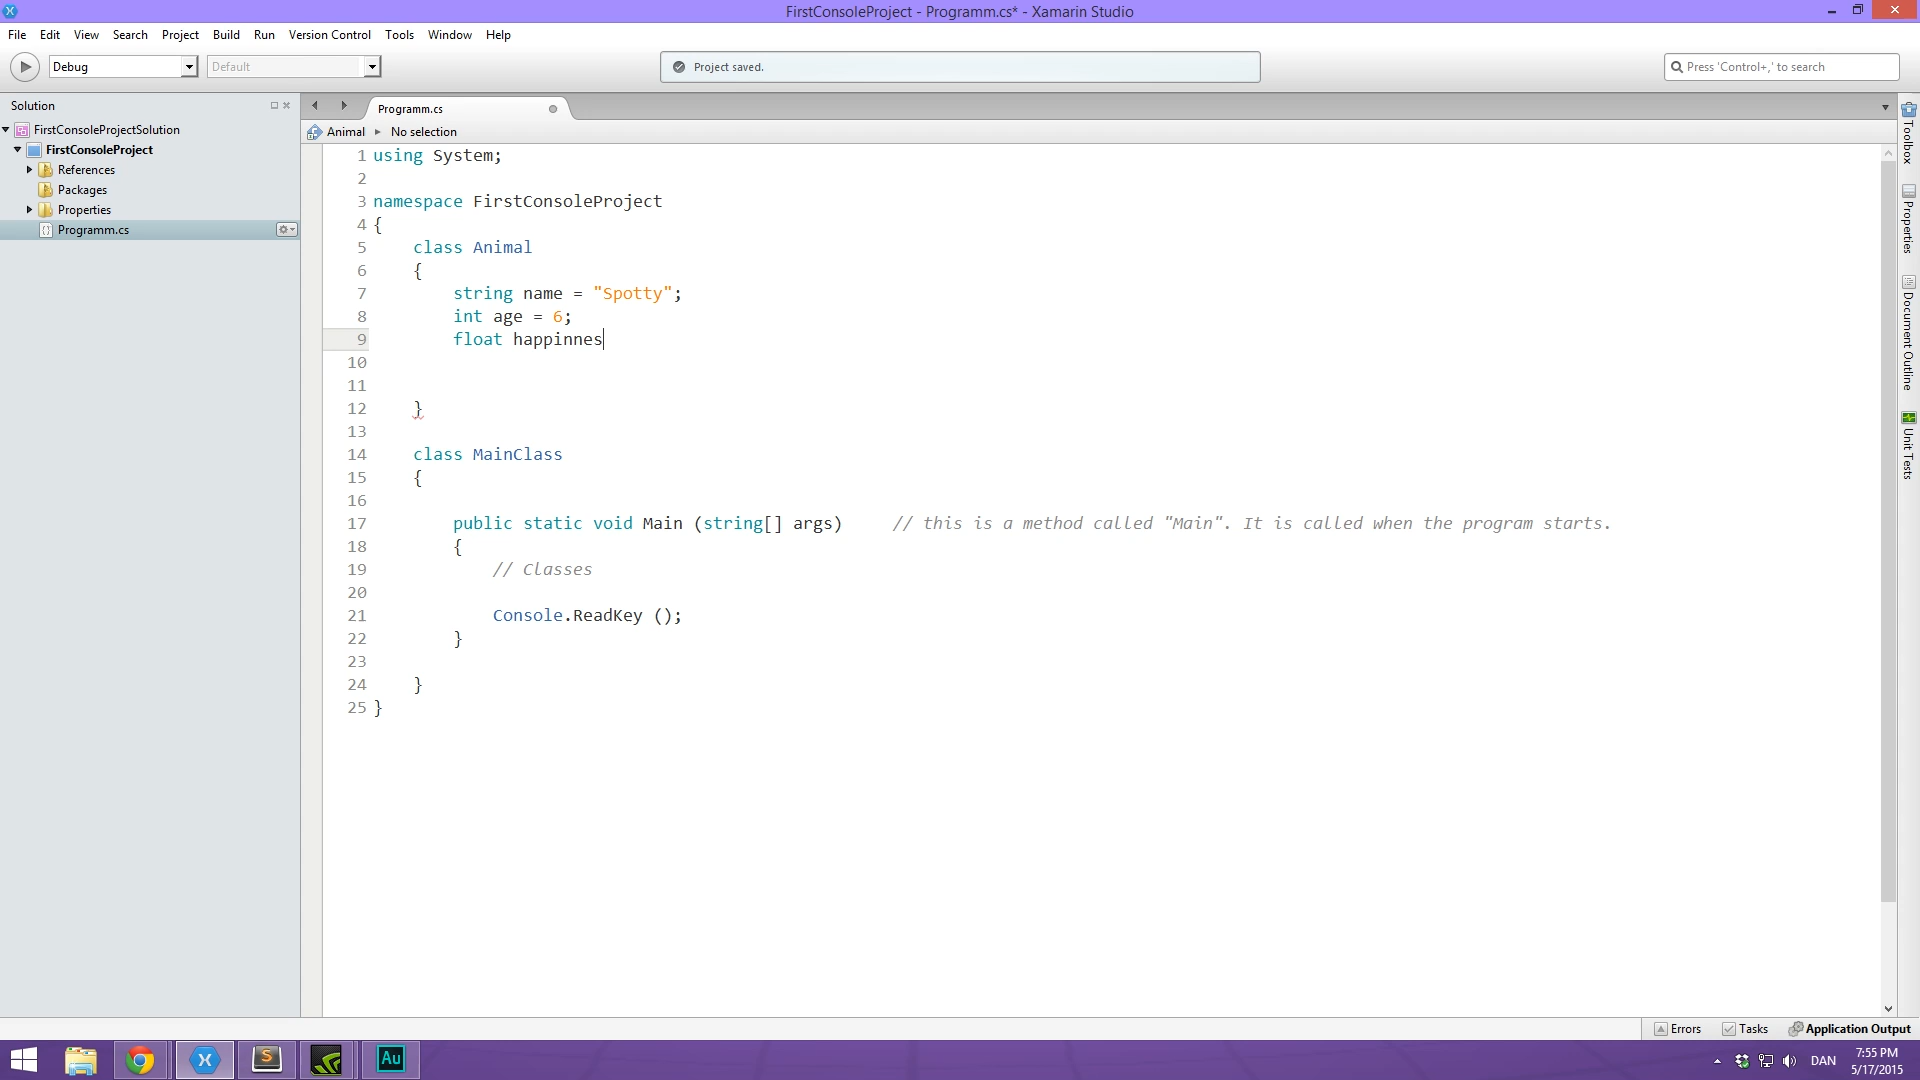 FirstConsoleProject - Programm.cs* - Xamarin Studio
File Edit View Search Project Build Run Version Control Tools Window Help
Debug Default Project saved. Press 'Control+,' to search
Solution
Programm.cs
Animal No selection
FirstConsoleProjectSolution
FirstConsoleProject
References
Packages
Properties
Programm.cs
1 using System;
2
3 namespace FirstConsoleProject
4 {
5 class Animal
6 {
7 string name = "Spotty";
8 int age = 6;
9 float happinnes
10
11
12 }
13
14 class MainClass
15 {
16
17 public static void Main (string[] args) // this is a method called "Main". It is called when the program starts.
18 {
19 // Classes
20
21 Console.ReadKey ();
22 }
23
24 }
25 }
Toolbox
Properties
Document Outline
Unit Tests
Errors Tasks Application Output
S
Au
DAN
7:55 PM
5/17/2015